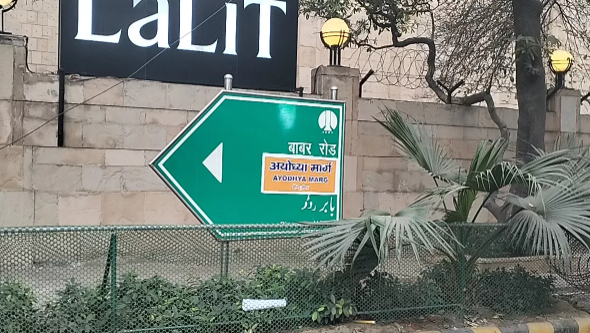 LaLiT
बाबर रोड
अयोध्या मार्ग
AYODHYA MARG
بابر روڈ